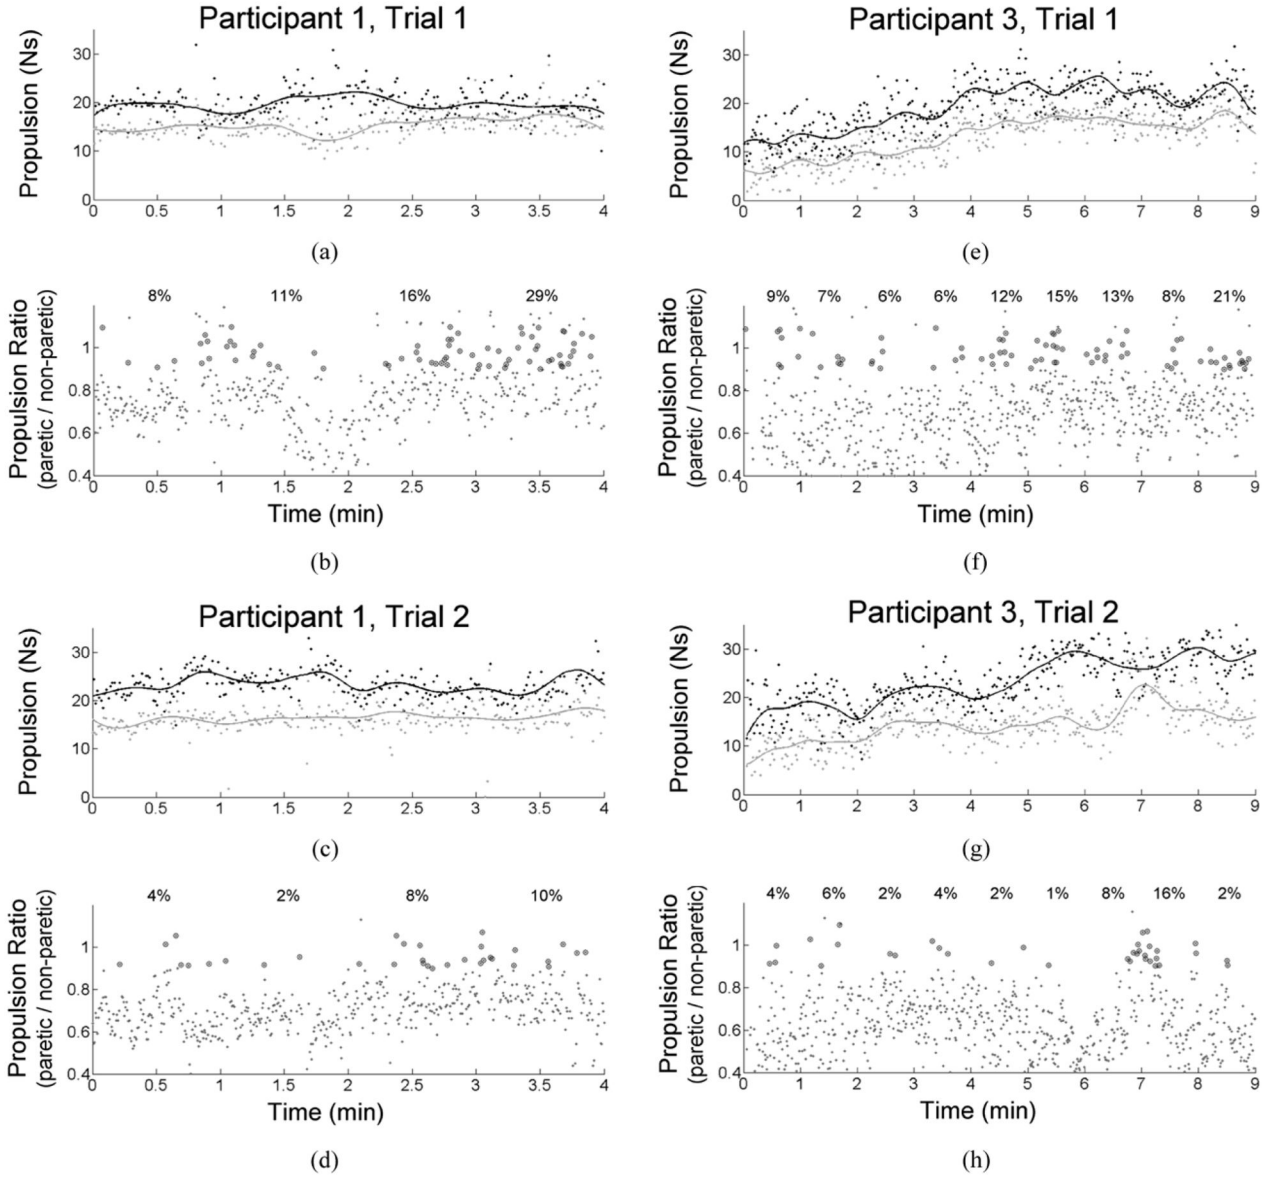 Participant 1, Trial 1
Propulsion (Ns)
30
20
10
0
0 0.5 1 1.5 2 2.5 3 3.5 4
(a)
8% 11% 16% 29%
Propulsion Ratio
(paretic / non-paretic)
1
0.8
0.6
0.4
0 0.5 1 1.5 2 2.5 3 3.5 4
Time (min)
(b)
Participant 1, Trial 2
Propulsion (Ns)
30
20
10
0
0 0.5 1 1.5 2 2.5 3 3.5 4
(c)
4% 2% 8% 10%
Propulsion Ratio
(paretic / non-paretic)
1
0.8
0.6
0.4
0 0.5 1 1.5 2 2.5 3 3.5 4
Time (min)
(d)
Participant 3, Trial 1
Propulsion (Ns)
30
20
10
0
0 1 2 3 4 5 6 7 8 9
(e)
9% 7% 6% 6% 12% 15% 13% 8% 21%
Propulsion Ratio
(paretic / non-paretic)
1
0.8
0.6
0.4
0 1 2 3 4 5 6 7 8 9
Time (min)
(f)
Participant 3, Trial 2
Propulsion (Ns)
30
20
10
0
0 1 2 3 4 5 6 7 8 9
(g)
4% 6% 2% 4% 2% 1% 8% 16% 2%
Propulsion Ratio
(paretic / non-paretic)
1
0.8
0.6
0.4
0 1 2 3 4 5 6 7 8 9
Time (min)
(h)